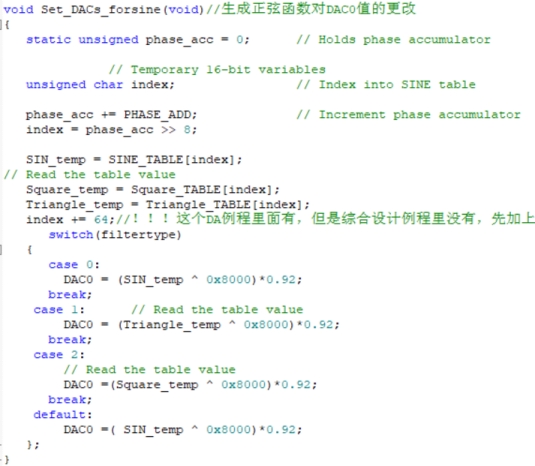 void Set_DACs_forsine(void)//生成正弦函数对DAC0值的更改
{
static unsigned phase_acc = 0; // Holds phase accumulator
// Temporary 16-bit variables
unsigned char index; // Index into SINE table
phase_acc += PHASE_ADD; // Increment phase accumulator
index = phase_acc >> 8;
SIN_temp = SINE_TABLE[index];
// Read the table value
Square_temp = Square_TABLE[index];
Triangle_temp = Triangle_TABLE[index];
index += 64;//！！！这个DA例程里面有，但是综合设计例程里没有，先加上
switch(filtertype)
{
case 0:
DAC0 = (SIN_temp ^ 0x8000)*0.92;
break;
case 1: // Read the table value
DAC0 = (Triangle_temp ^ 0x8000)*0.92;
break;
case 2:
// Read the table value
DAC0 =(Square_temp ^ 0x8000)*0.92;
break;
default:
DAC0 =( SIN_temp ^ 0x8000)*0.92;
};
}